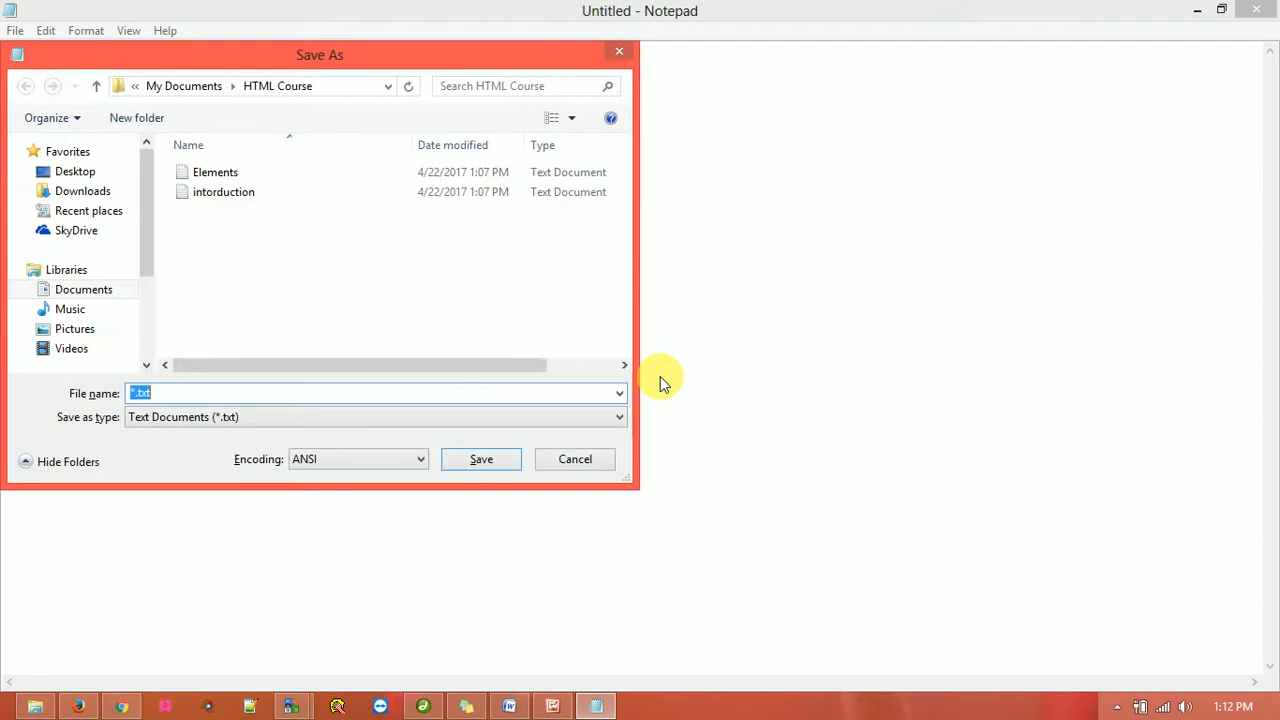 Untitled - Notepad
File Edit Format View Help
Save As
« My Documents HTML Course Search HTML Course
Organize New folder
Name Date modified Type
Favorites
Desktop
Downloads
Recent places
SkyDrive
Libraries
Documents
Music
Pictures
Videos
Elements 4/22/2017 1:07 PM Text Document
intorduction 4/22/2017 1:07 PM Text Document
File name: *.txt
Save as type: Text Documents (*.txt)
Hide Folders Encoding: ANSI Save Cancel
1:12 PM